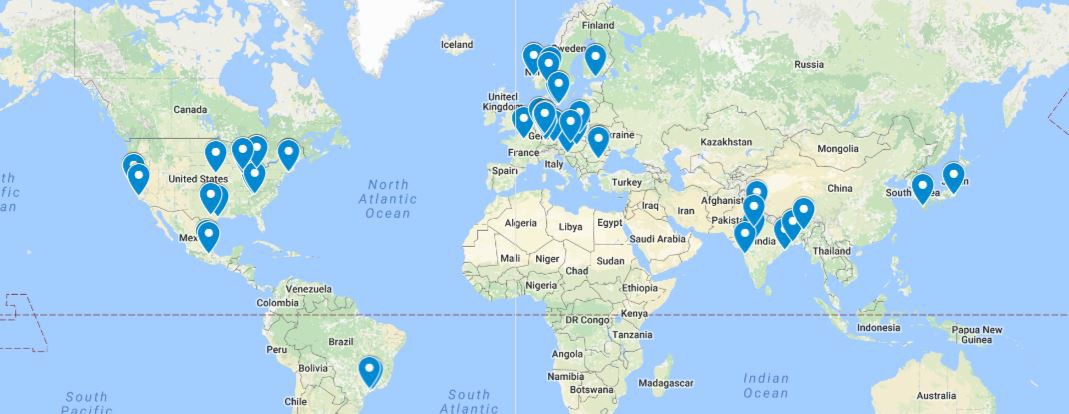 Finland
Iceland
Sweden
Russia
Canada
United
Kingdom
Ukraine
France
Kazakhstan
Mongolia
Italy
Spain
United States
Turkey
China
South
North
Atlantic
Ocean
Afghanistan
Iraq
Iran
Pakistan
Algeria
Libya
Egypt
Saudi Arabia
India
Thailand
Mali
Niger
Chad
Sudan
Nigeria
Ethiopia
Venezuela
Colombia
DR Congo
Kenya
Tanzania
Indonesia
Papua New
Guinea
Peru
Brazil
Bolivia
Angola
Namibia
Botswana
Madagascar
Indian
Ocean
Chile
South
Pacific
South
Atlantic
Australia